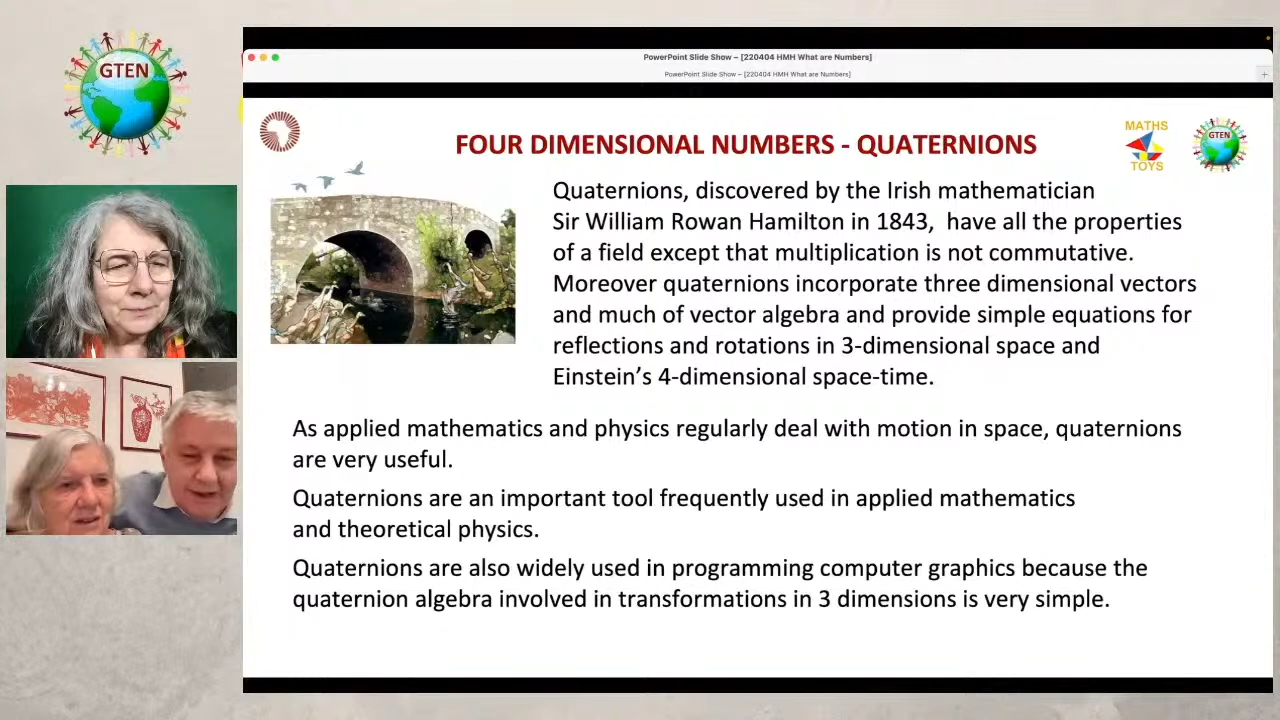 GTEN
PowerPoint Slide Show – [220404 HMH What are Numbers]
PowerPoint Slide Show – [220404 HMH What are Numbers]
FOUR DIMENSIONAL NUMBERS - QUATERNIONS
MATHS
TOYS
GTEN
Quaternions, discovered by the Irish mathematician
Sir William Rowan Hamilton in 1843,  have all the properties
of a field except that multiplication is not commutative.
Moreover quaternions incorporate three dimensional vectors
and much of vector algebra and provide simple equations for
reflections and rotations in 3-dimensional space and
Einstein’s 4-dimensional space-time.
As applied mathematics and physics regularly deal with motion in space, quaternions
are very useful.
Quaternions are an important tool frequently used in applied mathematics
and theoretical physics.
Quaternions are also widely used in programming computer graphics because the
quaternion algebra involved in transformations in 3 dimensions is very simple.